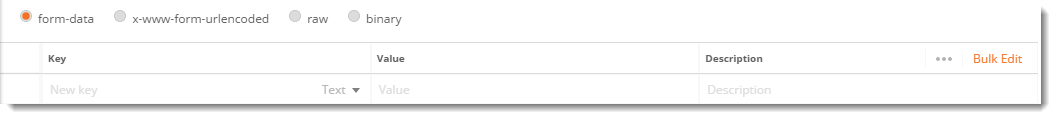 form-data x-www-form-urlencoded raw binary
Key Value Description ••• Bulk Edit
New key Text Value Description